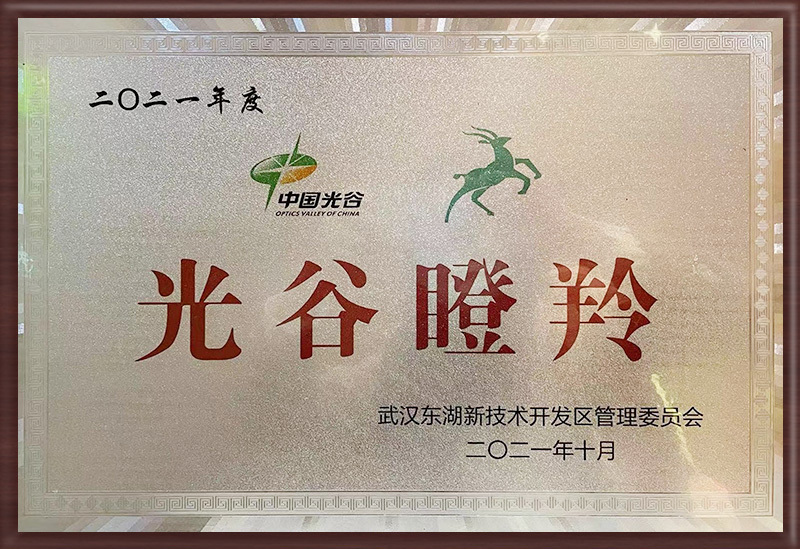 二〇二一年度
中国光谷
OPTICS VALLEY OF CHINA
光谷瞪羚
武汉东湖新技术开发区管理委员会
二〇二一年十月